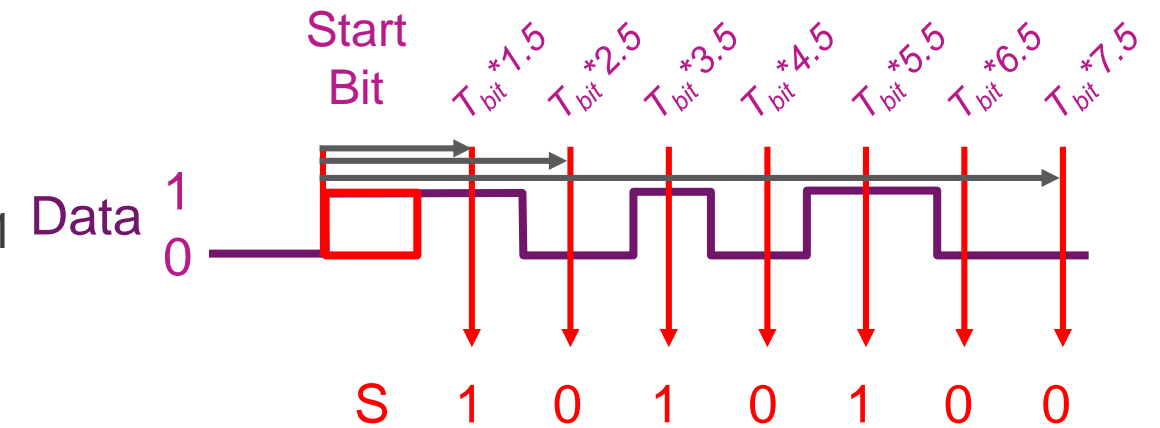 Start
Bit
T_bit*1.5
T_bit*2.5
T_bit*3.5
T_bit*4.5
T_bit*5.5
T_bit*6.5
T_bit*7.5
Data
1
0
S 1 0 1 0 1 0 0